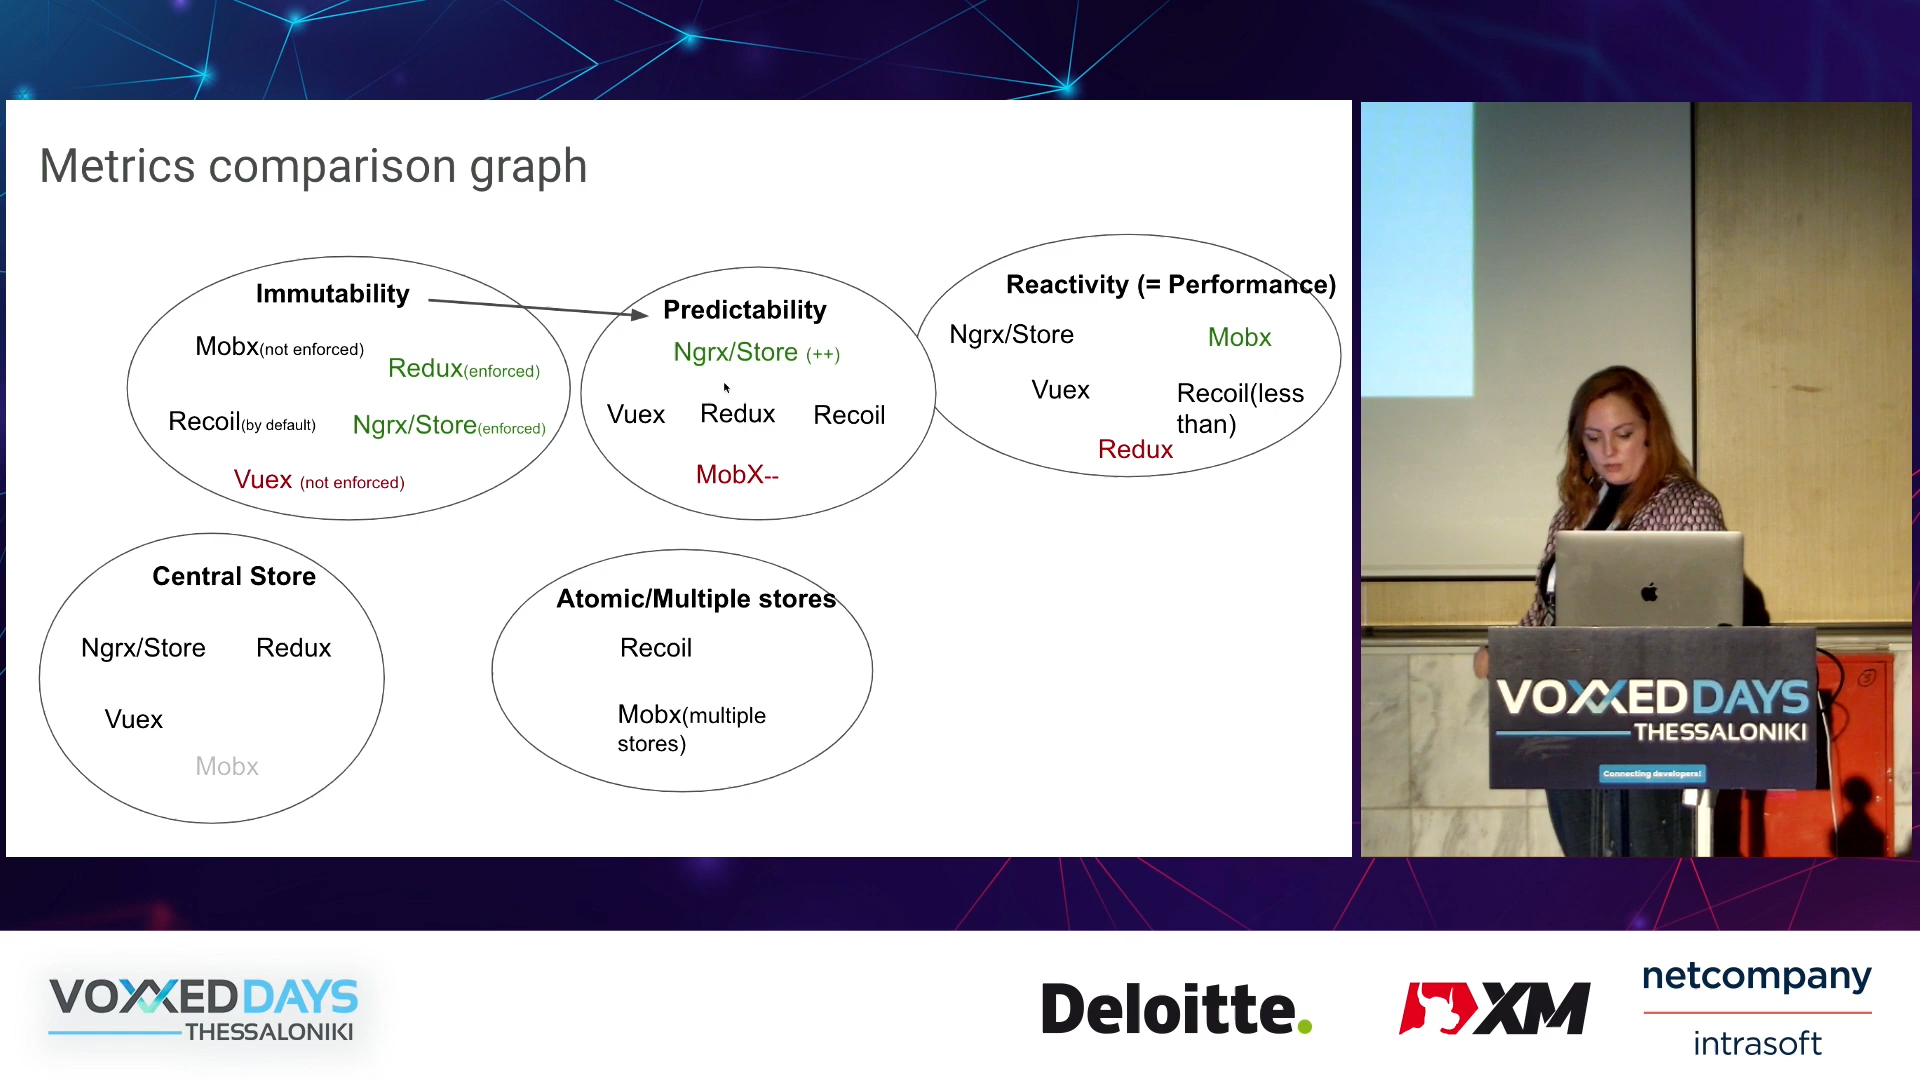 Metrics comparison graph
Immutability
Mobx(not enforced)
Redux(enforced)
Recoil(by default)
Ngrx/Store(enforced)
Vuex (not enforced)
Predictability
Ngrx/Store (++)
Vuex
Redux
Recoil
MobX--
Reactivity (= Performance)
Ngrx/Store
Mobx
Vuex
Recoil(less
than)
Redux
Central Store
Ngrx/Store
Redux
Vuex
Mobx
Atomic/Multiple stores
Recoil
Mobx(multiple
stores)
VOXXED DAYS
THESSALONIKI
Connecting developers!
VOXXED DAYS
THESSALONIKI
Deloitte.
XM
netcompany
intrasoft